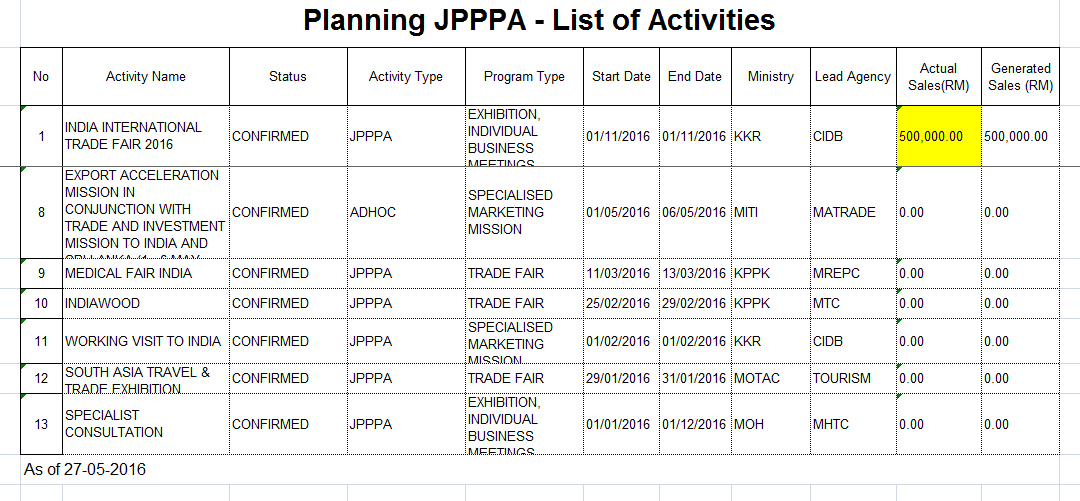 Planning JPPPA - List of Activities
No Activity Name Status Activity Type Program Type Start Date End Date Ministry Lead Agency Actual Sales(RM) Generated Sales (RM)
1 INDIA INTERNATIONAL TRADE FAIR 2016 CONFIRMED JPPPA EXHIBITION, INDIVIDUAL BUSINESS MEETINGS 01/11/2016 01/11/2016 KKR CIDB 500,000.00 500,000.00
8 EXPORT ACCELERATION MISSION IN CONJUNCTION WITH TRADE AND INVESTMENT MISSION TO INDIA AND CONFIRMED ADHOC SPECIALISED MARKETING MISSION 01/05/2016 06/05/2016 MITI MATRADE 0.00 0.00
9 MEDICAL FAIR INDIA CONFIRMED JPPPA TRADE FAIR 11/03/2016 13/03/2016 KPPK MREPC 0.00 0.00
10 INDIAWOOD CONFIRMED JPPPA TRADE FAIR 25/02/2016 29/02/2016 KPPK MTC 0.00 0.00
11 WORKING VISIT TO INDIA CONFIRMED JPPPA SPECIALISED MARKETING MISSION 01/02/2016 01/02/2016 KKR CIDB 0.00 0.00
12 SOUTH ASIA TRAVEL & TRADE EXHIBITION CONFIRMED JPPPA TRADE FAIR 29/01/2016 31/01/2016 MOTAC TOURISM 0.00 0.00
13 SPECIALIST CONSULTATION CONFIRMED JPPPA EXHIBITION, INDIVIDUAL BUSINESS MEETINGS 01/01/2016 01/12/2016 MOH MHTC 0.00 0.00
As of 27-05-2016